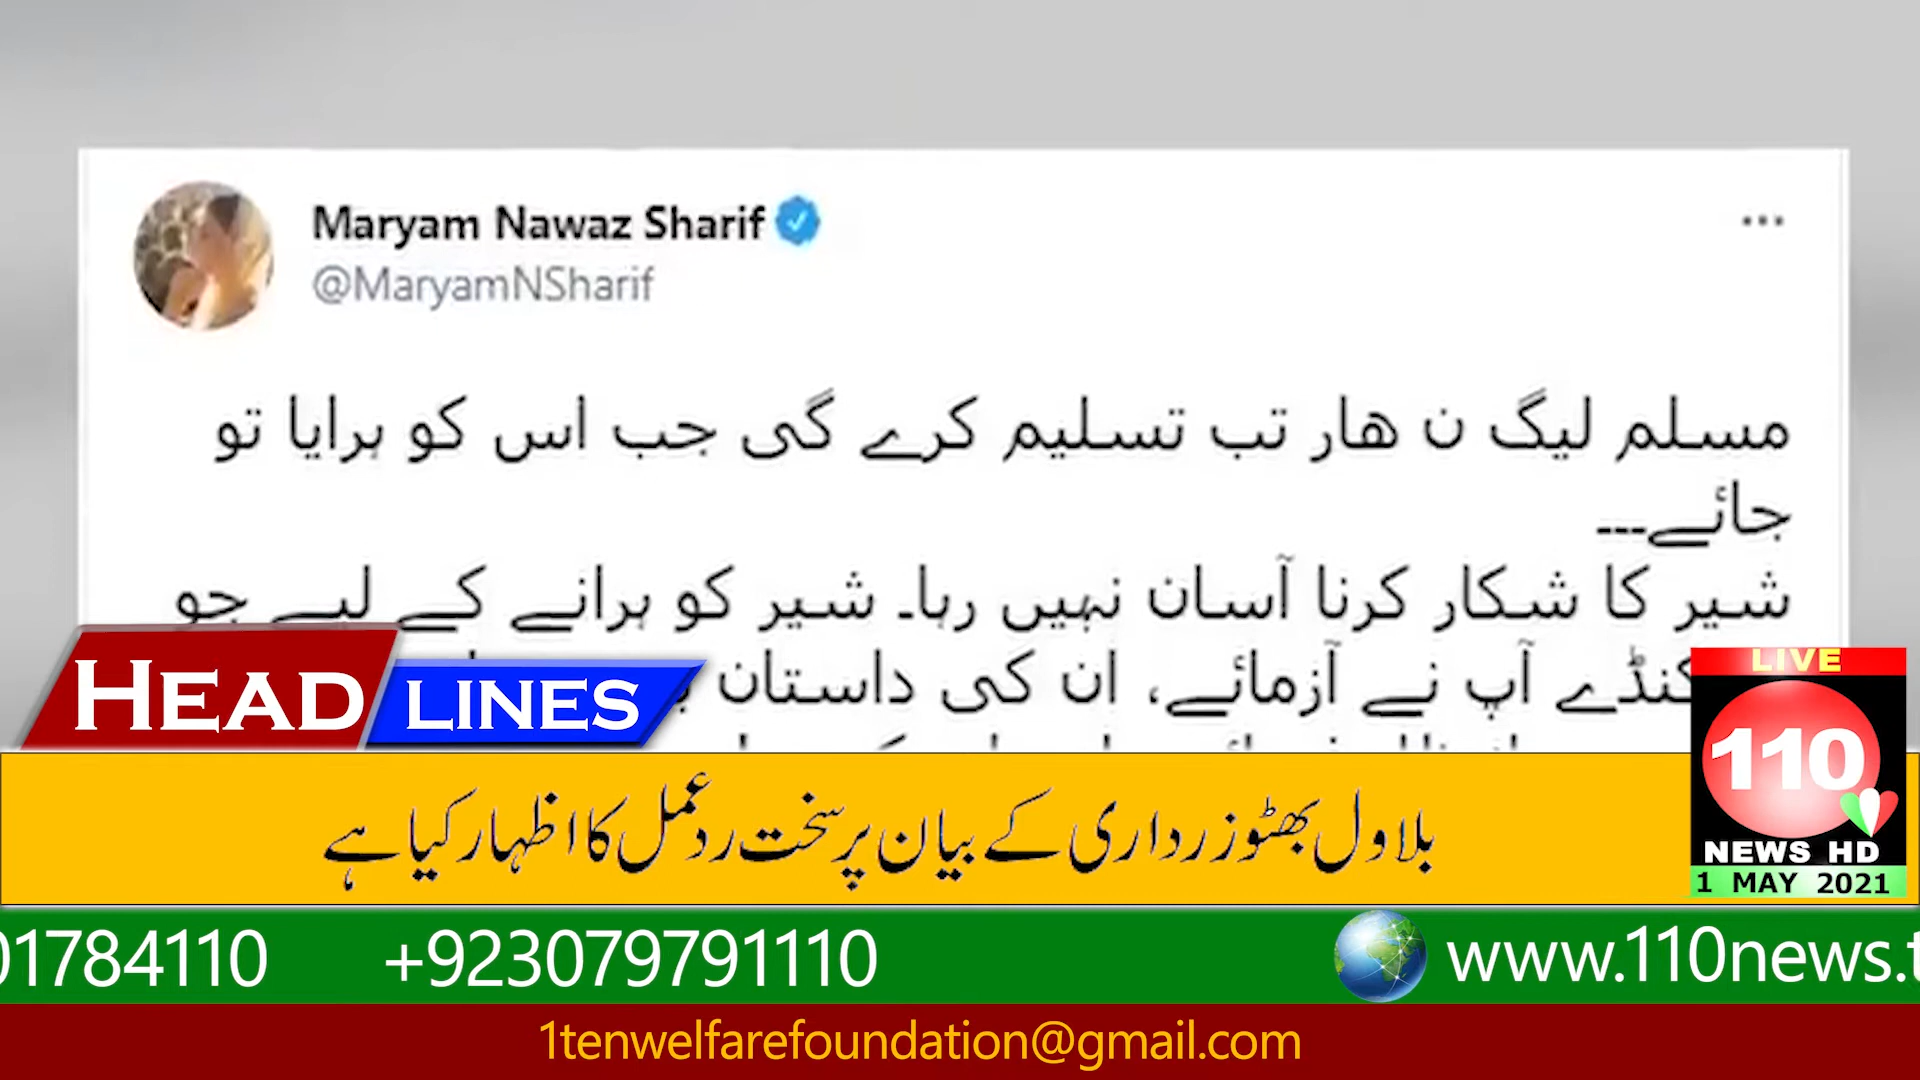 Maryam Nawaz Sharif
@MaryamNSharif
مسلم لیگ ن ھار تب تسلیم کرے گی جب اس کو ہرایا تو
جائے۔۔۔
شیر کا شکار کرنا آسان نہیں رہا۔ شیر کو ہرانے کے لیے جو
آپ نے آزمائے، ان کی داستان
HEAD LINES
LIVE
110
NEWS HD
1 MAY 2021
بلاول بھٹو زرداری کے بیان پر سخت ردعمل کا اظہار کیا ہے
01784110 +923079791110 www.110news.t
1tenwelfarefoundation@gmail.com